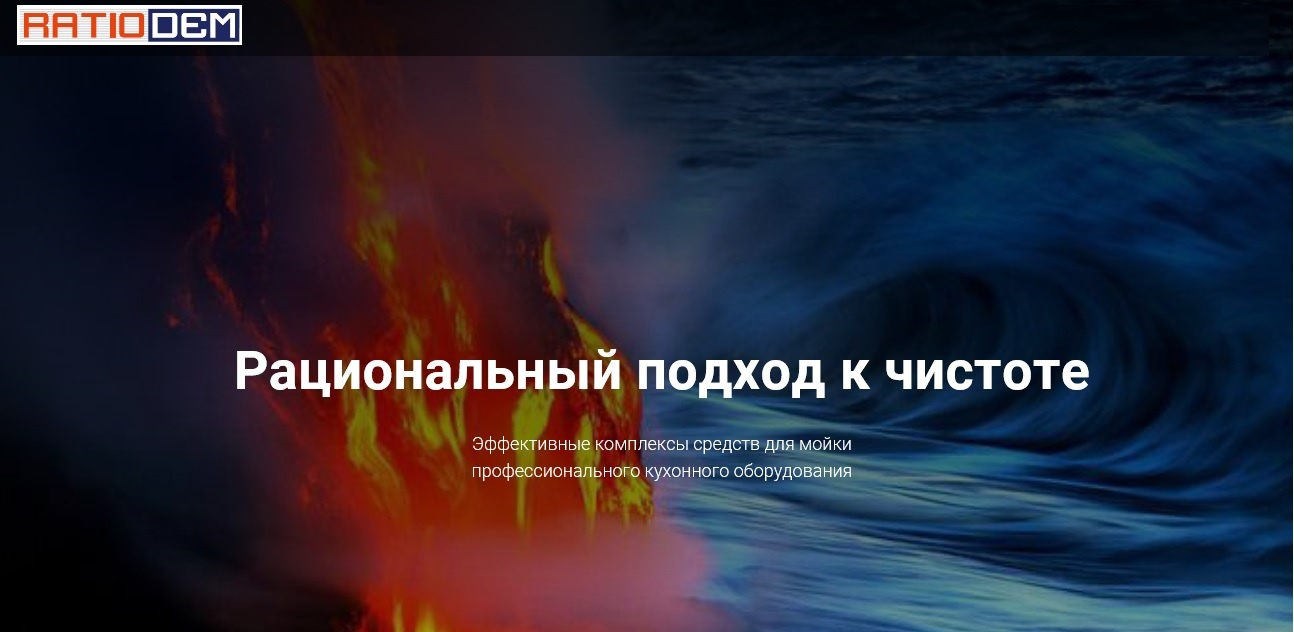 RATIODEM
Рациональный подход к чистоте
Эффективные комплексы средств для мойки
профессионального кухонного оборудования